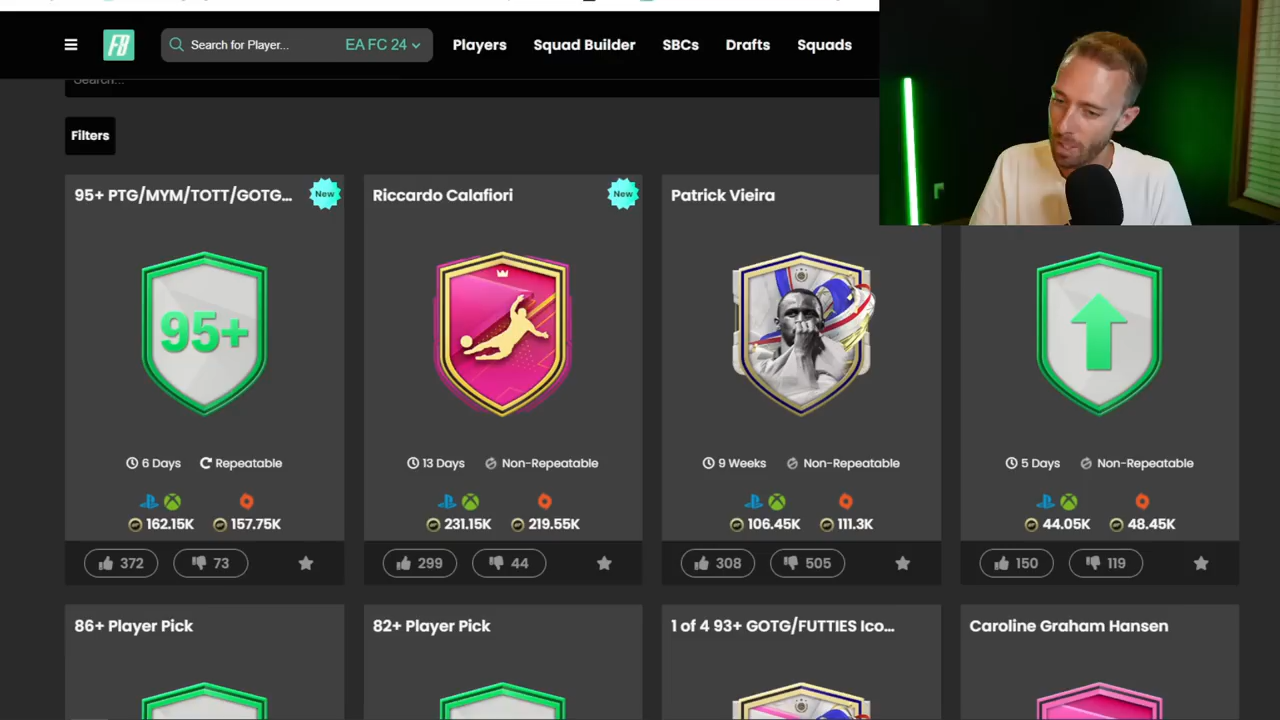 FB
Search for Player...
EA FC 24
Players
Squad Builder
SBCs
Drafts
Squads
Search...
Filters
95+ PTG/MYM/TOTT/GOTG...
New
Riccardo Calafiori
New
Patrick Vieira
95+
6 Days
Repeatable
13 Days
Non-Repeatable
9 Weeks
Non-Repeatable
5 Days
Non-Repeatable
162.15K
157.75K
231.15K
219.55K
106.45K
111.3K
44.05K
48.45K
372
73
299
44
308
505
150
119
86+ Player Pick
82+ Player Pick
1 of 4 93+ GOTG/FUTTIES Ico...
Caroline Graham Hansen